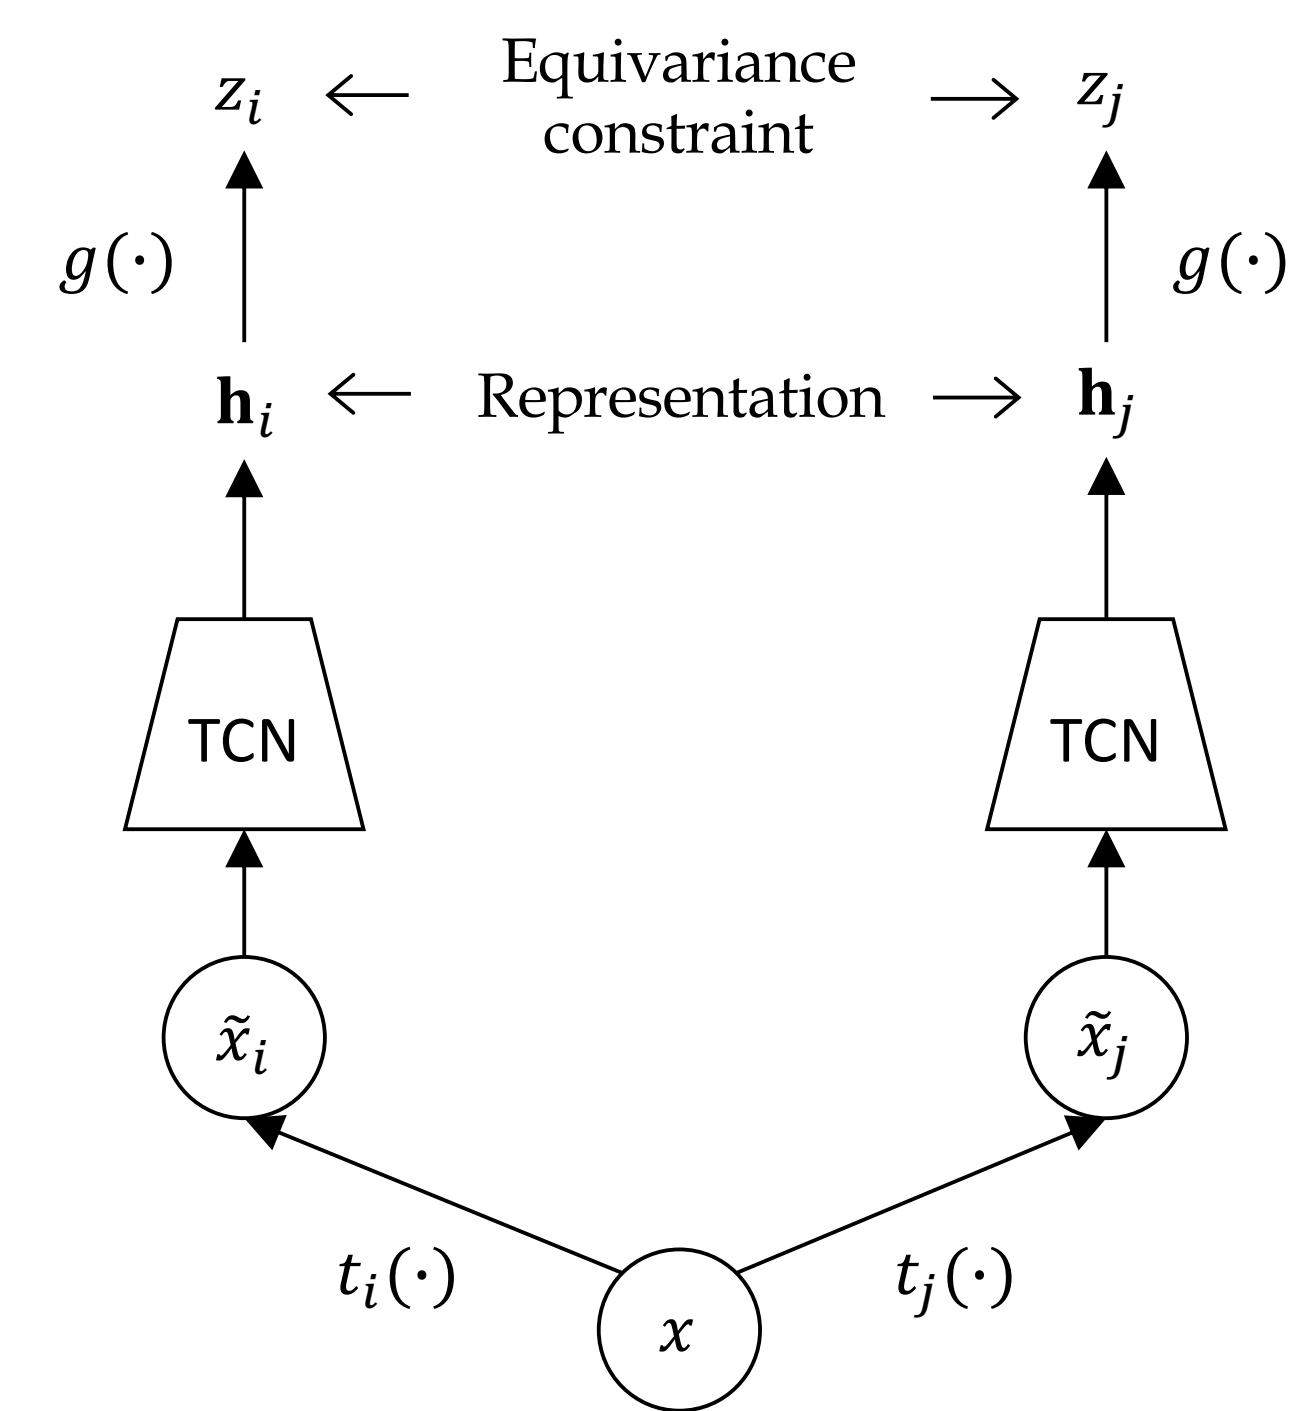 z_i ← Equivariance → z_j
constraint
g(·) g(·)
𝐡_i ← Representation → 𝐡_j
TCN TCN
x̃_i x̃_j
t_i(·) t_j(·)
x